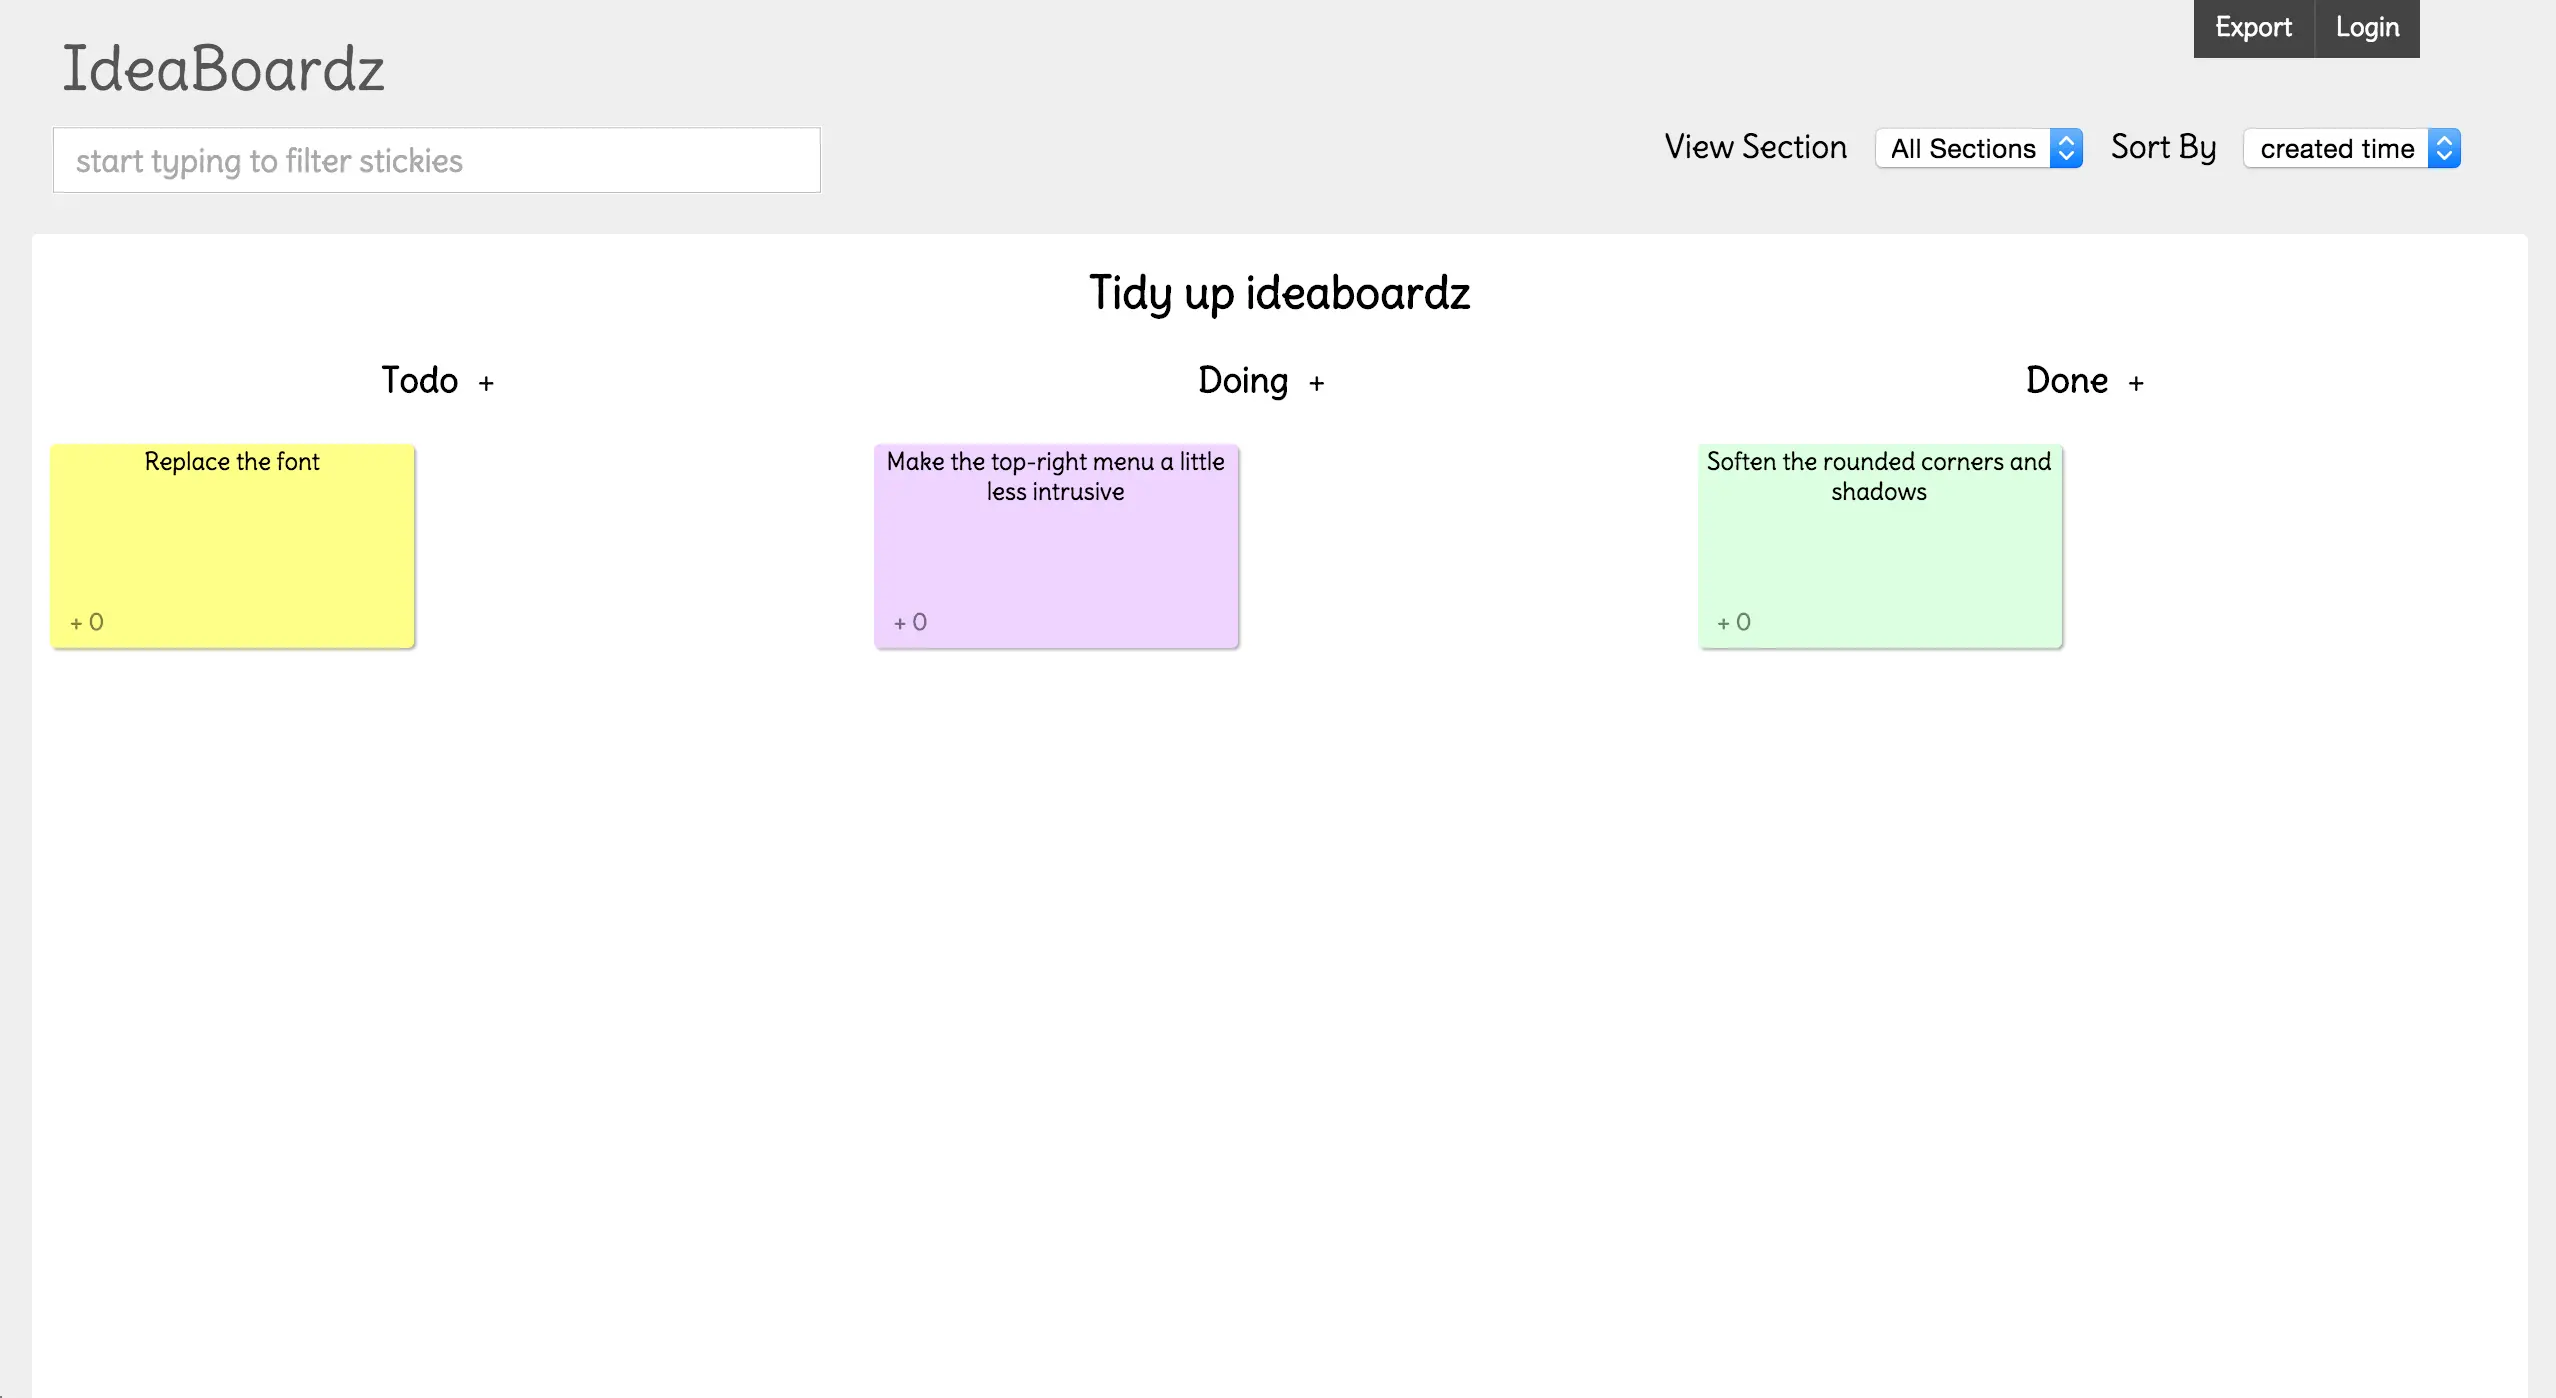 Export Login
IdeaBoardz
start typing to filter stickies
View Section All Sections Sort By created time
Tidy up ideaboardz
Todo +
Doing +
Done +
Replace the font
+ 0
Make the top-right menu a little
less intrusive
+ 0
Soften the rounded corners and
shadows
+ 0